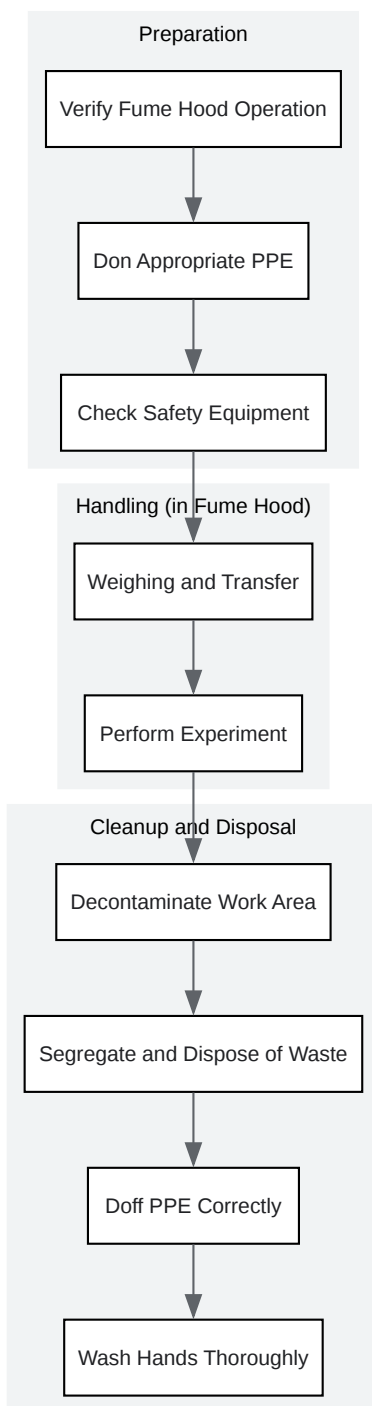 Preparation
Verify Fume Hood Operation
Don Appropriate PPE
Check Safety Equipment
Handling (in Fume Hood)
Weighing and Transfer
Perform Experiment
Cleanup and Disposal
Decontaminate Work Area
Segregate and Dispose of Waste
Doff PPE Correctly
Wash Hands Thoroughly